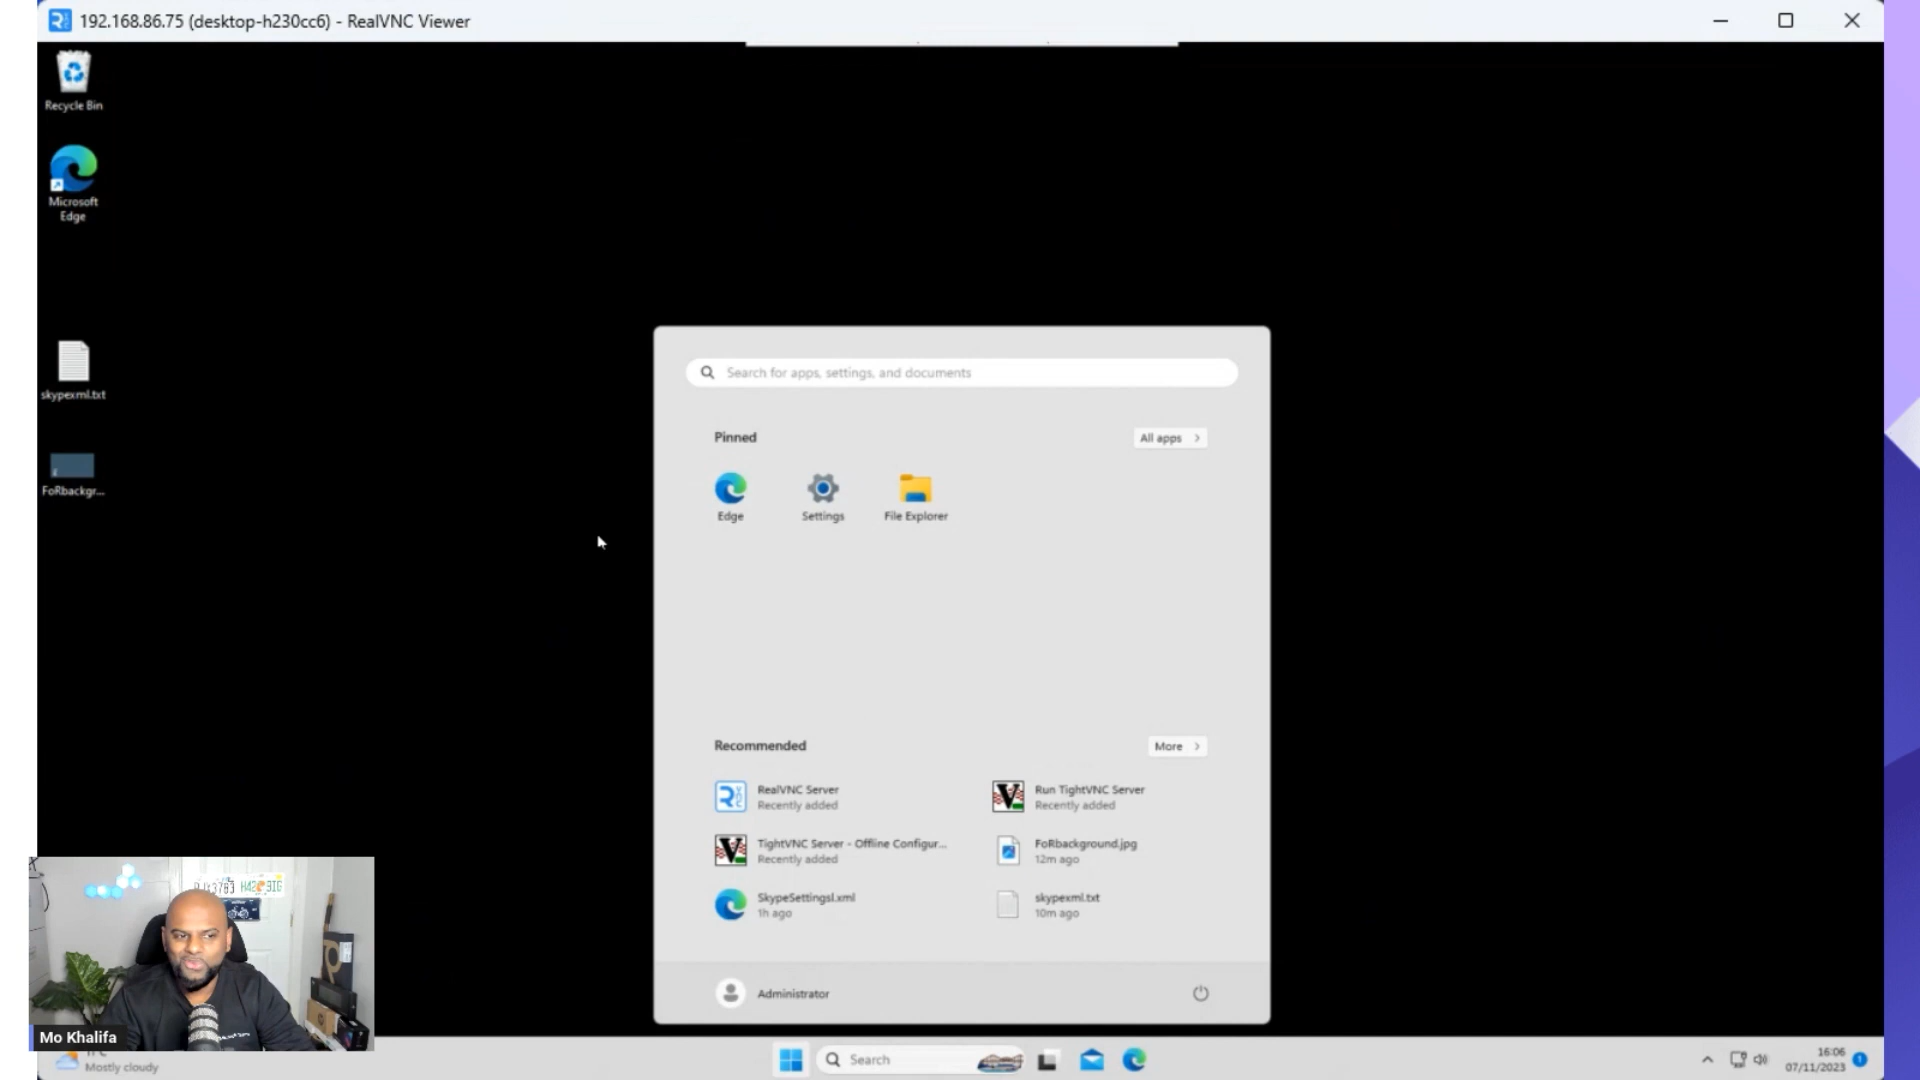 192.168.86.75 (desktop-h230cc6) - RealVNC Viewer
Recycle Bin
Microsoft
Edge
skypexml.txt
FoRbackgr...
Search for apps, settings, and documents
Pinned
All apps
Edge
Settings
File Explorer
Recommended
More
RealVNC Server
Recently added
Run TightVNC Server
Recently added
TightVNC Server - Offline Configur...
Recently added
FoRbackground.jpg
12m ago
SkypeSettingsl.xml
1h ago
skypexml.txt
10m ago
Administrator
Mo Khalifa
Mostly cloudy
Search
16:06
07/11/2023
1